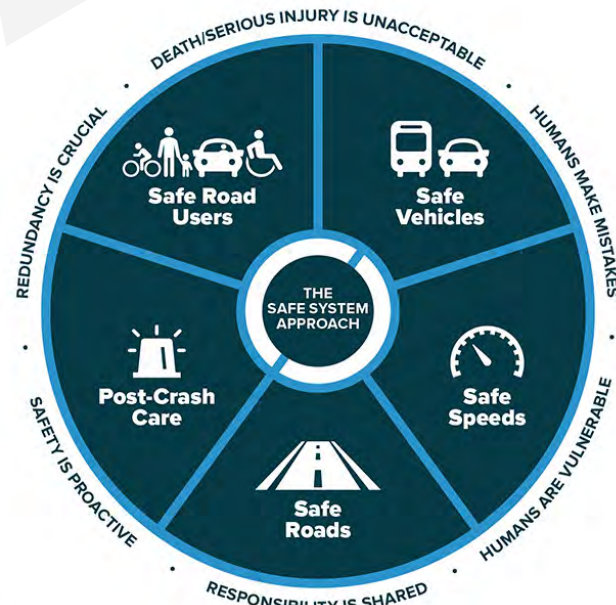 DEATH/SERIOUS INJURY IS UNACCEPTABLE
HUMANS MAKE MISTAKES
HUMANS ARE VULNERABLE
RESPONSIBILITY IS SHARED
SAFETY IS PROACTIVE
REDUNDANCY IS CRUCIAL
Safe Road
Users
Safe
Vehicles
Safe
Speeds
Safe
Roads
Post-Crash
Care
THE
SAFE SYSTEM
APPROACH